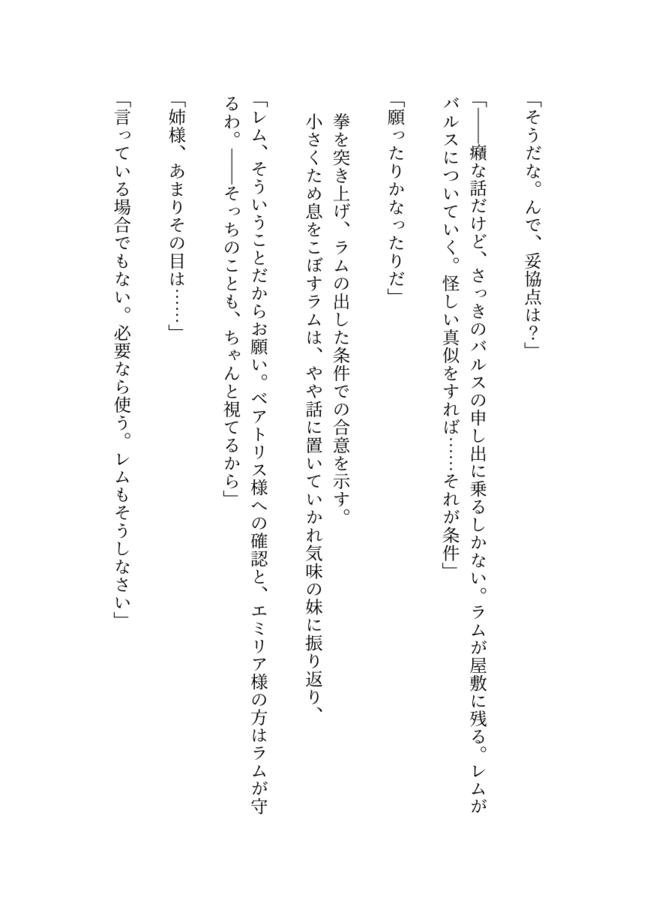 「そうだな。んで、妥協点は？」
「――癪な話だけど、さっきのバルスの申し出に乗るしかない。ラムが屋敷に残る。レムが
バルスについていく。怪しい真似をすれば……それが条件」
「願ったりかなったりだ」
拳を突き上げ、ラムの出した条件での合意を示す。
小さくため息をこぼすラムは、やや話に置いていかれ気味の妹に振り返り、
「レム、そういうことだからお願い。ベアトリス様への確認と、エミリア様の方はラムが守
るわ。――そっちのことも、ちゃんと視てるから」
「姉様、あまりその目は……」
「言っている場合でもない。必要なら使う。レムもそうしなさい」